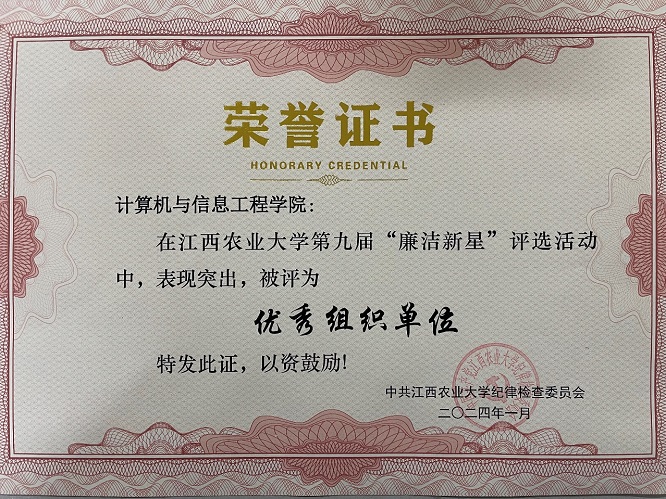 荣誉证书
HONORARY CREDENTIAL
计算机与信息工程学院：
在江西农业大学第九届“廉洁新星”评选活动
中，表现突出，被评为
优秀组织单位
特发此证，以资鼓励!
中共江西农业大学纪律检查委员会
二〇二四年一月